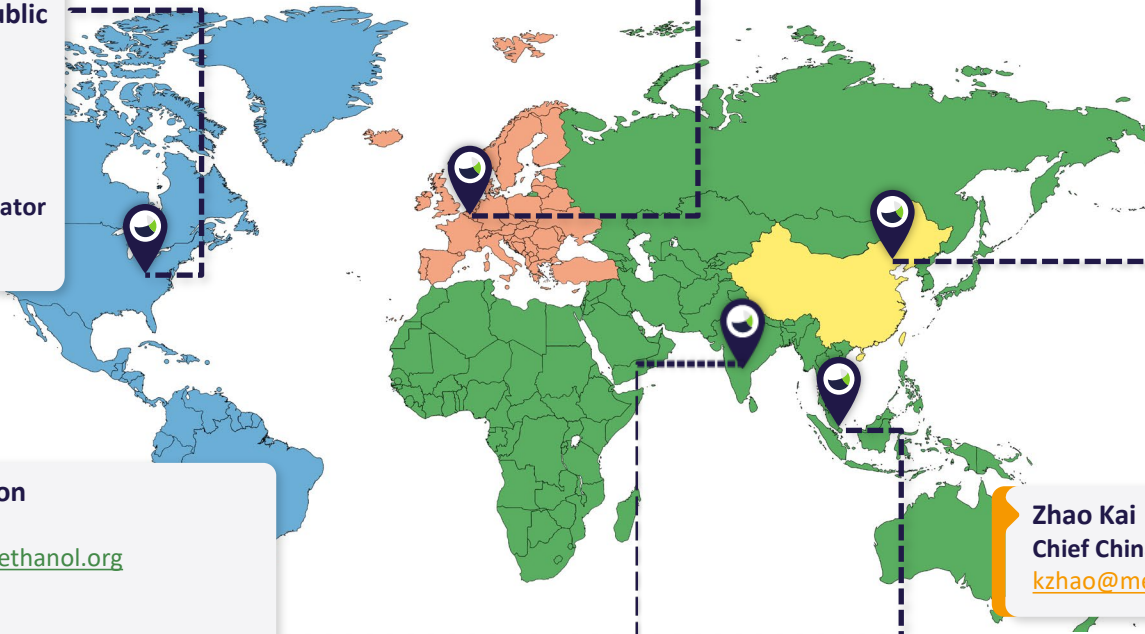 ublic
ator
on
ethanol.org
Zhao Kai
Chief Chin
kzhao@me